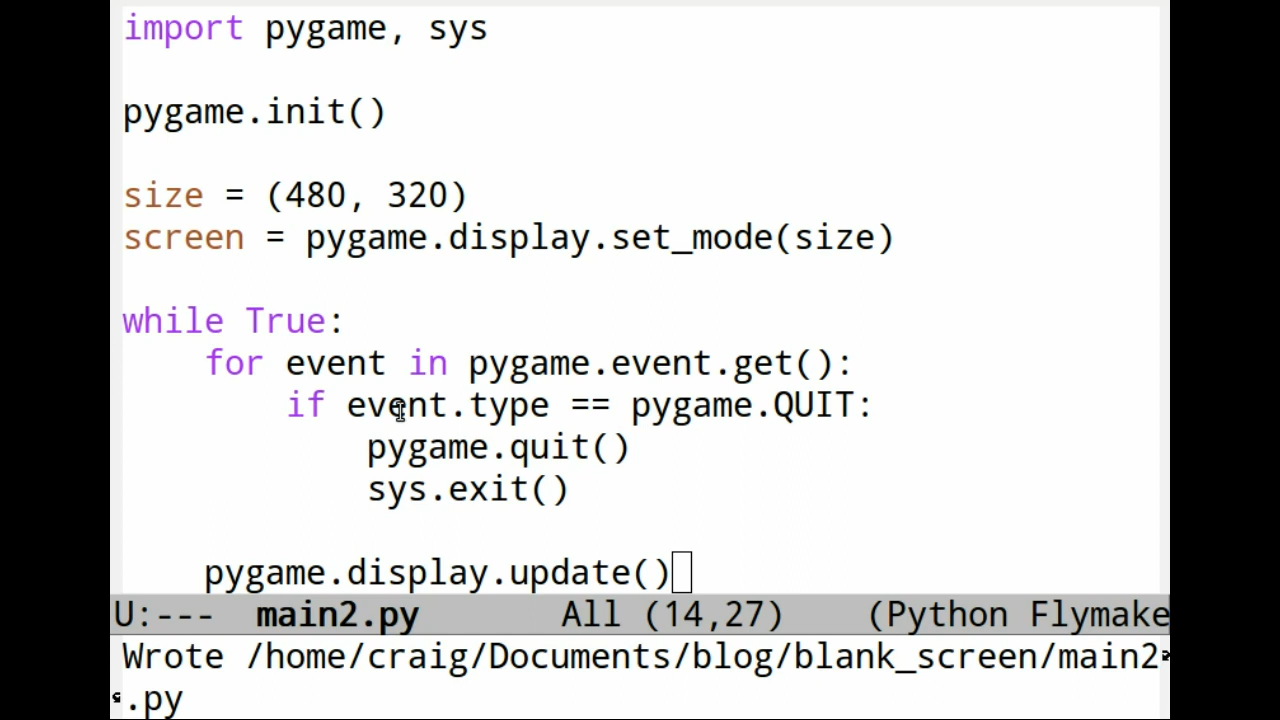 import pygame, sys
pygame.init()
size = (480, 320)
screen = pygame.display.set_mode(size)
while True:
    for event in pygame.event.get():
        if event.type == pygame.QUIT:
            pygame.quit()
            sys.exit()
    pygame.display.update()
U:---  main2.py       All (14,27)    (Python Flymake
Wrote /home/craig/Documents/blog/blank_screen/main2
.py